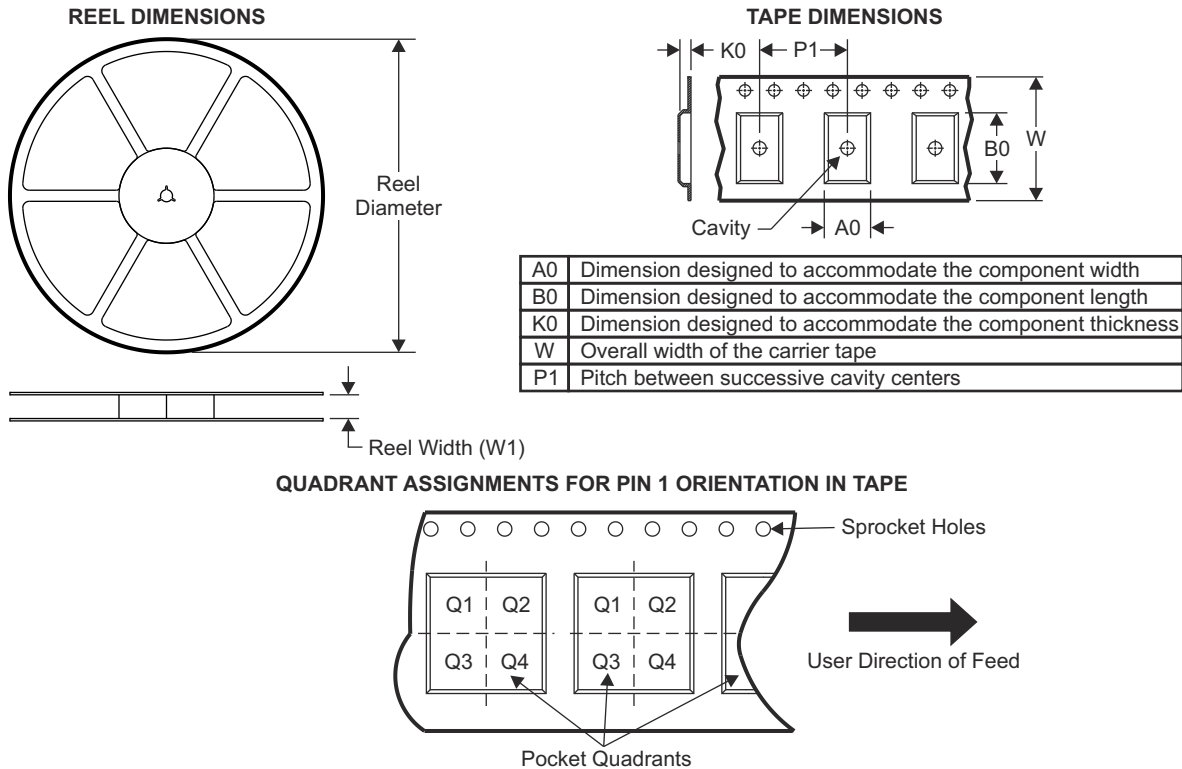 REEL DIMENSIONS
Reel
Diameter
Reel Width (W1)
TAPE DIMENSIONS
K0
P1
B0
W
Cavity
A0
A0 Dimension designed to accommodate the component width
B0 Dimension designed to accommodate the component length
K0 Dimension designed to accommodate the component thickness
W Overall width of the carrier tape
P1 Pitch between successive cavity centers
QUADRANT ASSIGNMENTS FOR PIN 1 ORIENTATION IN TAPE
Sprocket Holes
Q1 Q2 Q1 Q2
Q3 Q4 Q3 Q4
User Direction of Feed
Pocket Quadrants